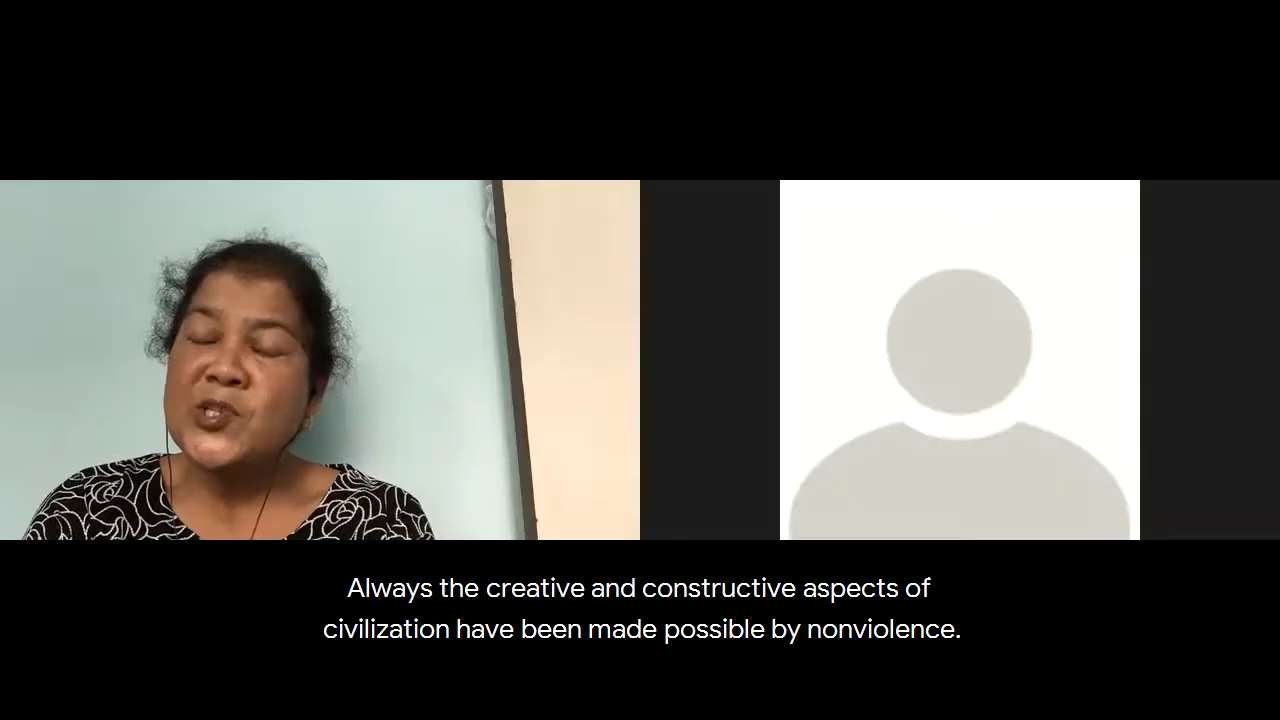 Always the creative and constructive aspects of
civilization have been made possible by nonviolence.